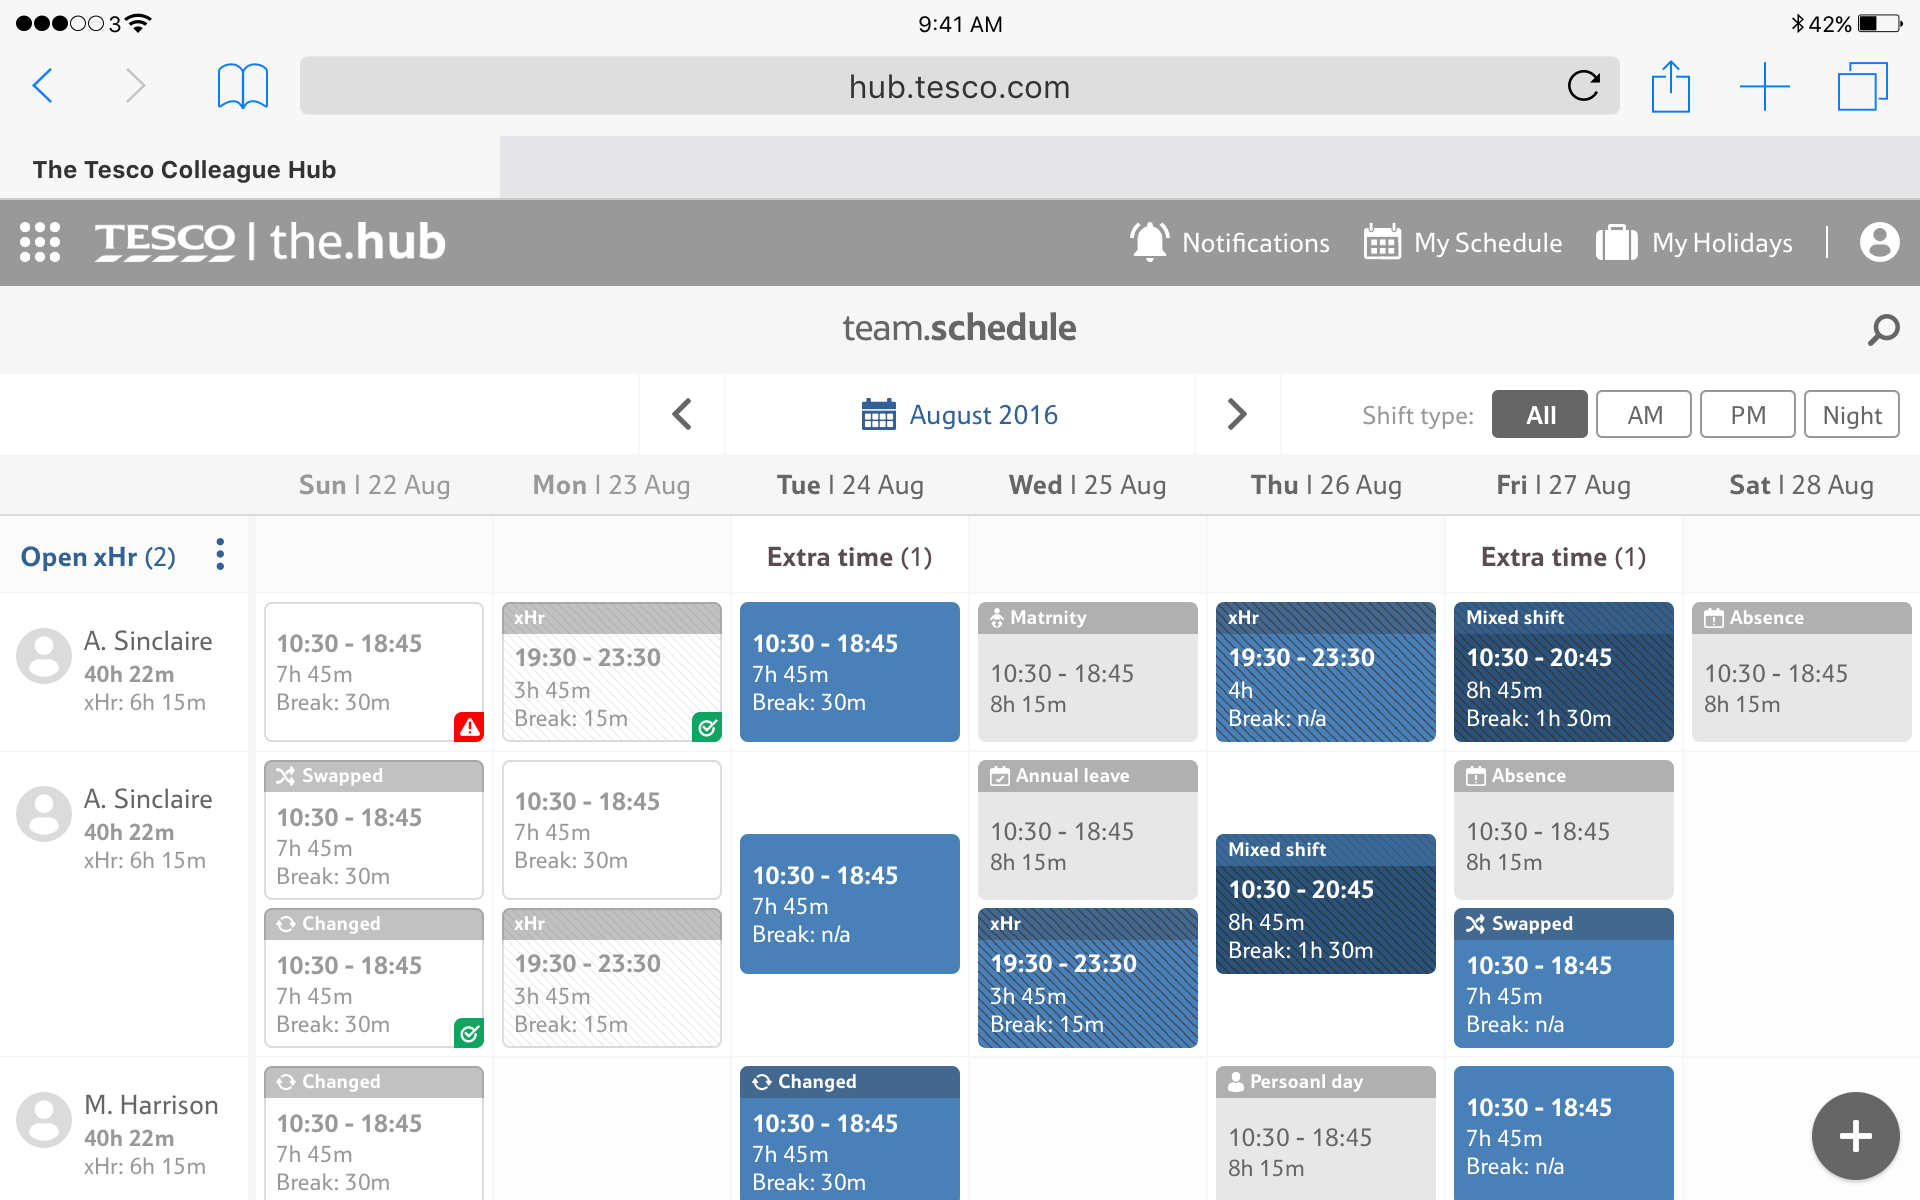 3
9:41 AM
42%
hub.tesco.com
The Tesco Colleague Hub
TESCO | the.hub
Notifications
My Schedule
My Holidays
team.schedule
August 2016
Shift type:
All
AM
PM
Night
Sun | 22 Aug
Mon | 23 Aug
Tue | 24 Aug
Wed | 25 Aug
Thu | 26 Aug
Fri | 27 Aug
Sat | 28 Aug
Open xHr (2)
Extra time (1)
Extra time (1)
A. Sinclaire
40h 22m
xHr: 6h 15m
10:30 - 18:45
7h 45m
Break: 30m
xHr
19:30 - 23:30
3h 45m
Break: 15m
10:30 - 18:45
7h 45m
Break: 30m
Matrnity
10:30 - 18:45
8h 15m
xHr
19:30 - 23:30
4h
Break: n/a
Mixed shift
10:30 - 20:45
8h 45m
Break: 1h 30m
Absence
10:30 - 18:45
8h 15m
A. Sinclaire
40h 22m
xHr: 6h 15m
Swapped
10:30 - 18:45
7h 45m
Break: 30m
Changed
10:30 - 18:45
7h 45m
Break: 30m
10:30 - 18:45
7h 45m
Break: 30m
xHr
19:30 - 23:30
3h 45m
Break: 15m
10:30 - 18:45
7h 45m
Break: n/a
Annual leave
10:30 - 18:45
8h 15m
xHr
19:30 - 23:30
3h 45m
Break: 15m
Mixed shift
10:30 - 20:45
8h 45m
Break: 1h 30m
Absence
10:30 - 18:45
8h 15m
Swapped
10:30 - 18:45
7h 45m
Break: n/a
M. Harrison
40h 22m
xHr: 6h 15m
Changed
10:30 - 18:45
7h 45m
Break: 30m
Changed
10:30 - 18:45
7h 45m
Break: 30m
Persoanl day
10:30 - 18:45
8h 15m
10:30 - 18:45
7h 45m
Break: n/a